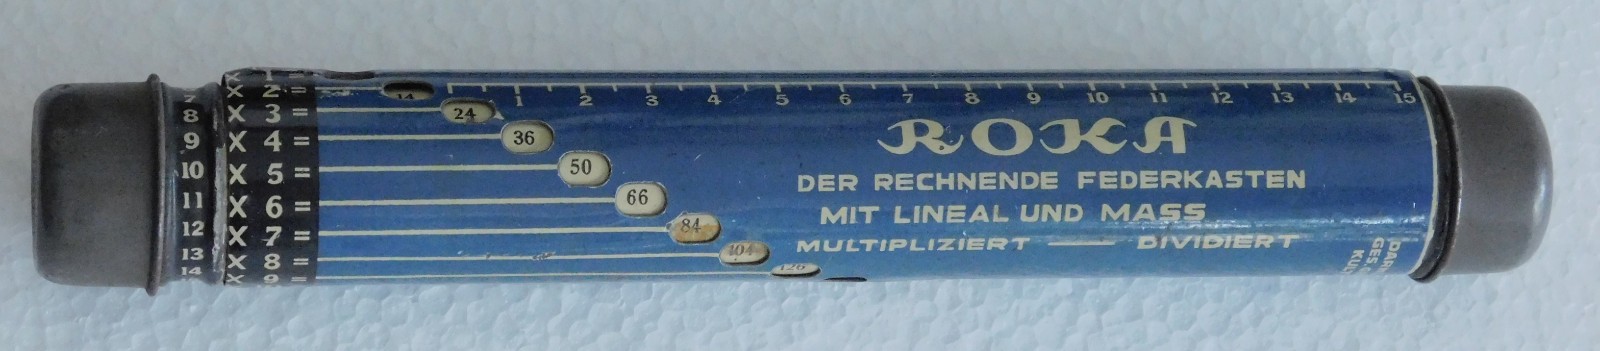 × 1 =
7 × 2 = 14
8 × 3 = 24
9 × 4 = 36
10 × 5 = 50
11 × 6 = 66
12 × 7 = 84
13 × 8 = 104
14 × 9 = 126
1 2 3 4 5 6 7 8 9 10 11 12 13 14 15
ROKA
DER RECHNENDE FEDERKASTEN
MIT LINEAL UND MASS
MULTIPLIZIERT — DIVIDIERT